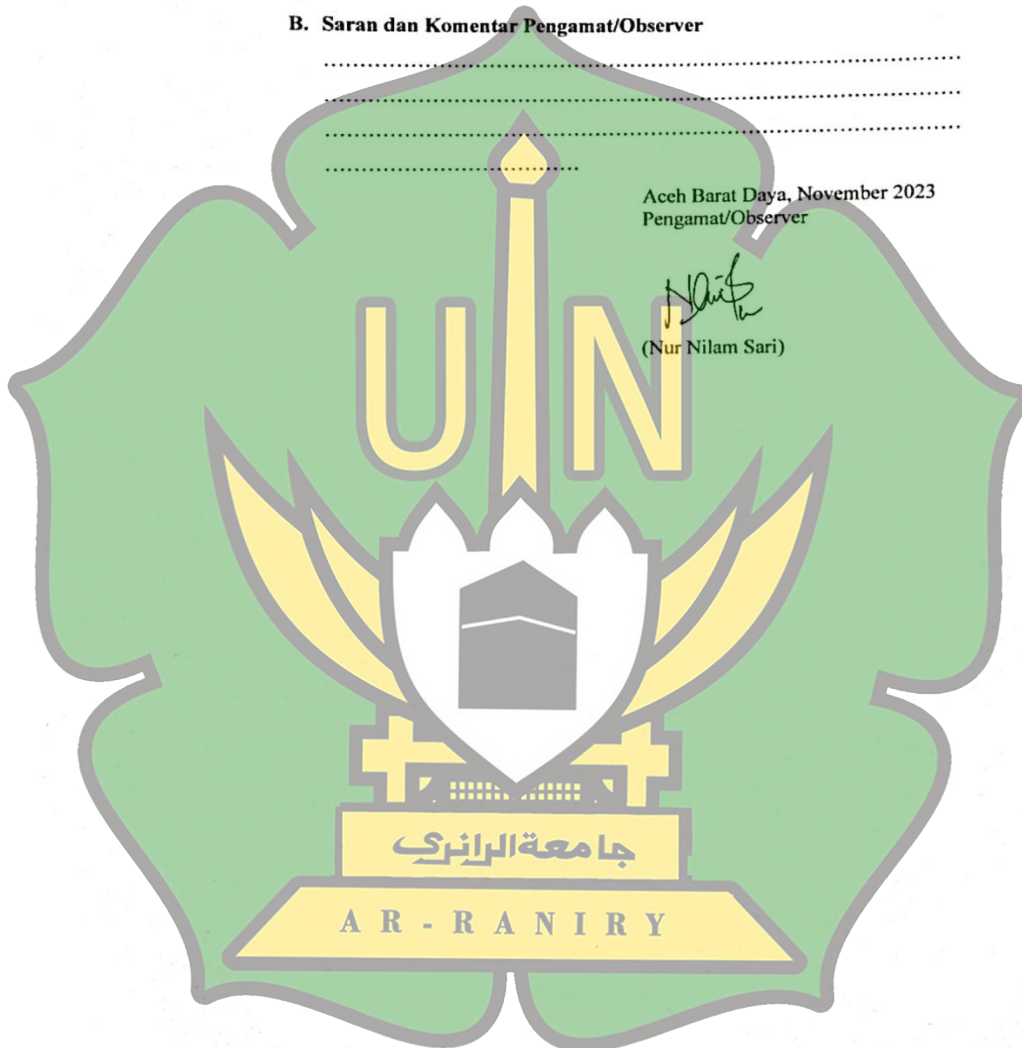 B. Saran dan Komentar Pengamat/Observer
................................................................................
................................................................................
................................................................................
................................
Aceh Barat Daya, November 2023
Pengamat/Observer
(Nur Nilam Sari)
UIN
جامعة الرانري
AR-RANIRY